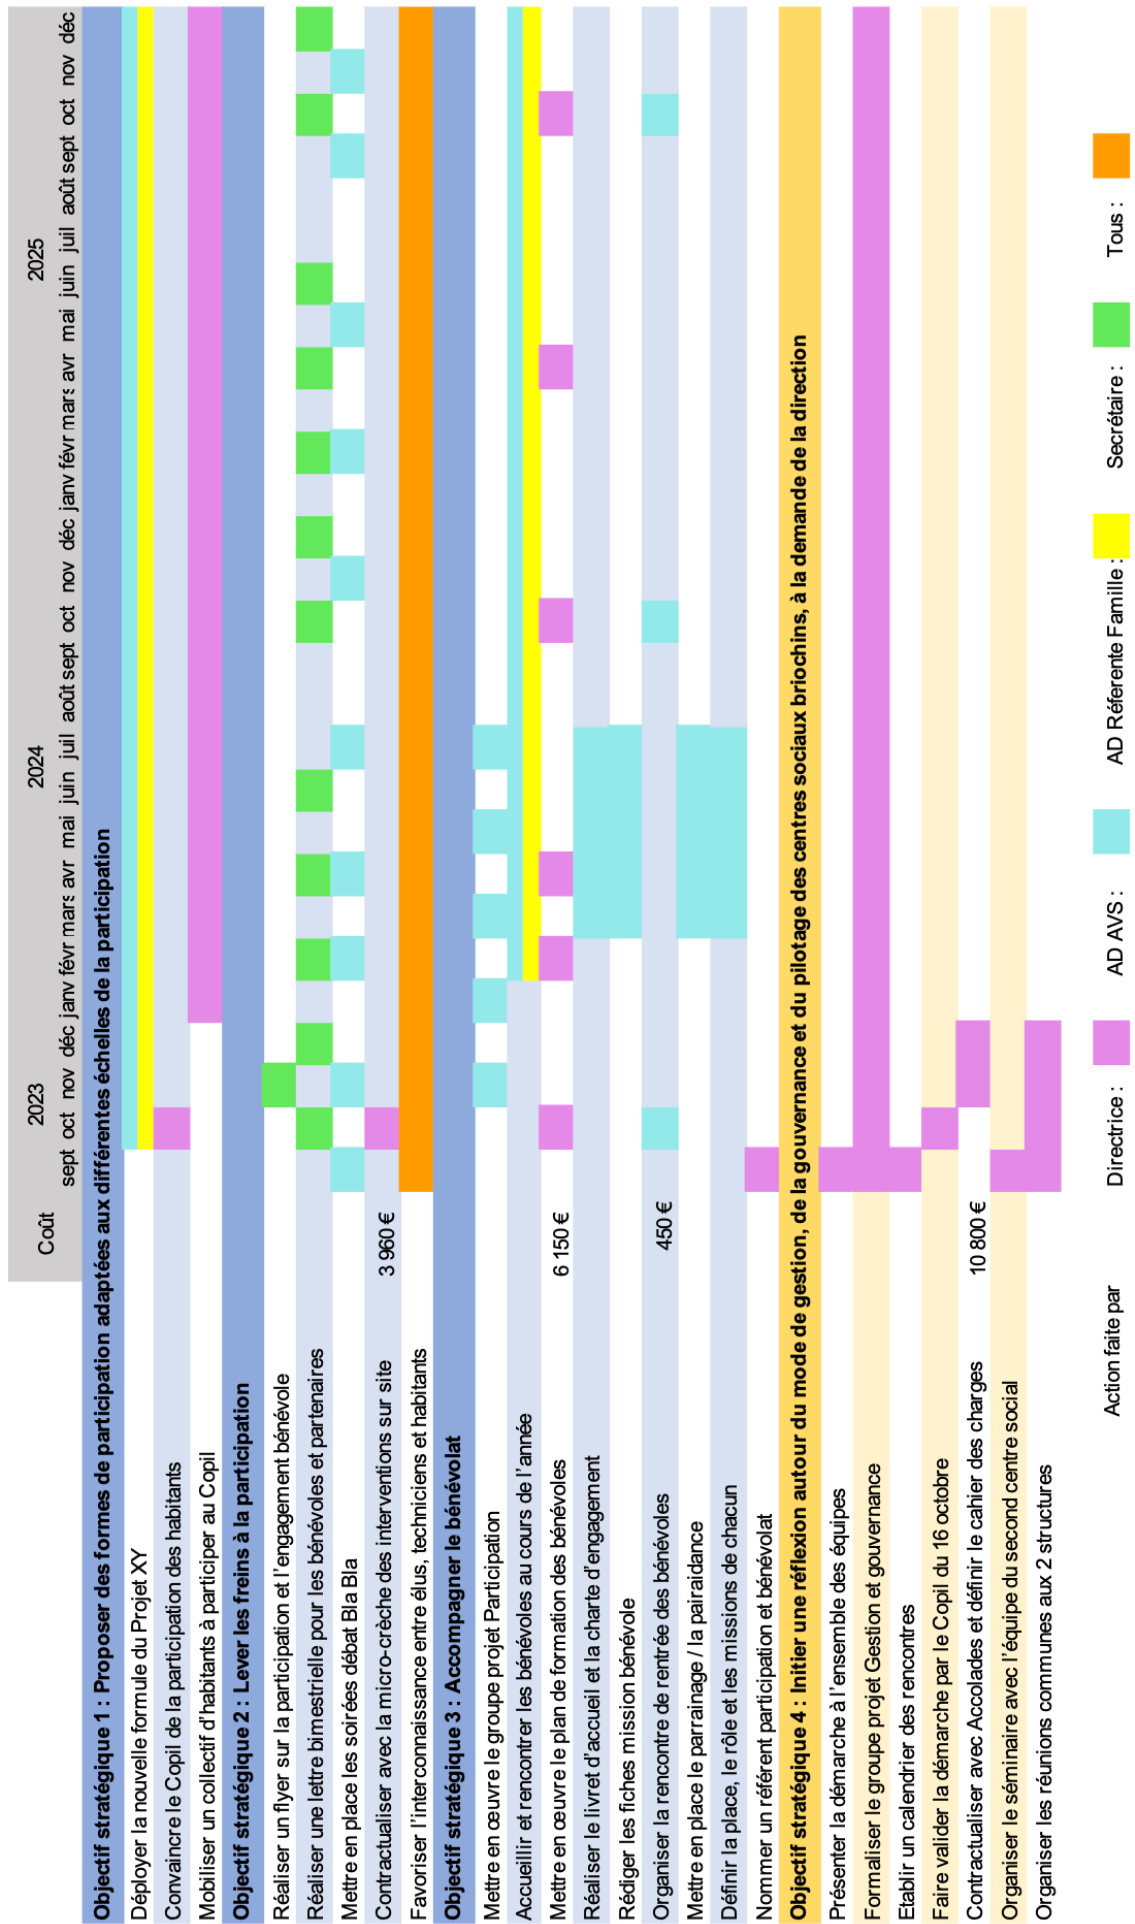 2023 2024 2025
Coût sept oct nov déc janv févr mars avr mai juin juil août sept oct nov déc janv févr mars avr mai juin juil août sept oct nov déc
Objectif stratégique 1 : Proposer des formes de participation adaptées aux différentes échelles de la participation
Déployer la nouvelle formule du Projet XY
Convaincre le Copil de la participation des habitants
Mobiliser un collectif d'habitants à participer au Copil
Objectif stratégique 2 : Lever les freins à la participation
Réaliser un flyer sur la participation et l'engagement bénévole
Réaliser une lettre bimestrielle pour les bénévoles et partenaires
Mettre en place les soirées débat Bla Bla
Contractualiser avec la micro-crèche des interventions sur site 3 960 €
Favoriser l'interconnaissance entre élus, techniciens et habitants
Objectif stratégique 3 : Accompagner le bénévolat
Mettre en œuvre le groupe projet Participation
Accueillir et rencontrer les bénévoles au cours de l'année
Mettre en œuvre le plan de formation des bénévoles 6 150 €
Réaliser le livret d'accueil et la charte d'engagement
Rédiger les fiches mission bénévole
Organiser la rencontre de rentrée des bénévoles 450 €
Mettre en place le parrainage / la pairaidance
Définir la place, le rôle et les missions de chacun
Nommer un référent participation et bénévolat
Objectif stratégique 4 : Initier une réflexion autour du mode de gestion, de la gouvernance et du pilotage des centres sociaux briochins, à la demande de la direction
Présenter la démarche à l'ensemble des équipes
Formaliser le groupe projet Gestion et gouvernance
Etablir un calendrier des rencontres
Faire valider la démarche par le Copil du 16 octobre
Contractualiser avec Accolades et définir le cahier des charges 10 800 €
Organiser le séminaire avec l'équipe du second centre social
Organiser les réunions communes aux 2 structures
Action faite par Directrice : AD AVS : AD Réferente Famille : Secrétaire : Tous :